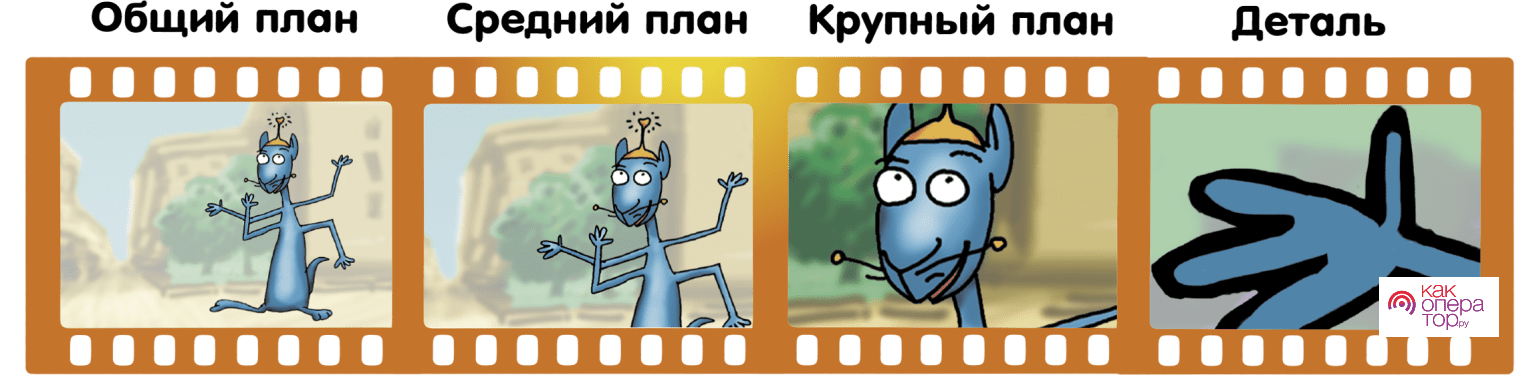 Общий план
Средний план
Крупный план
Деталь
как
опера
тор.ру